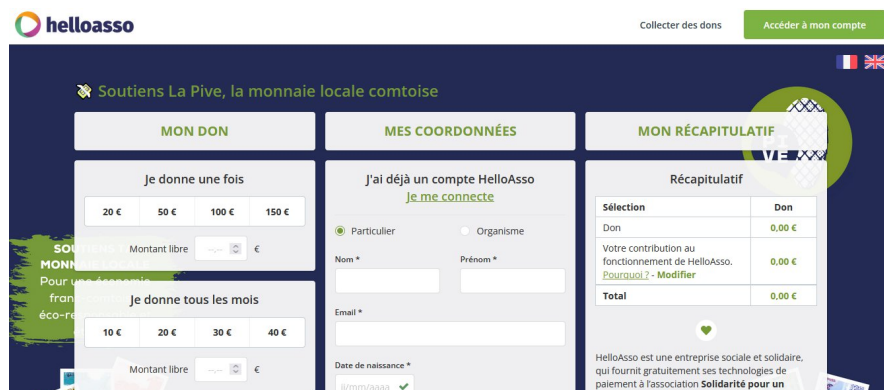 helloasso
Collecter des dons
Accéder à mon compte
Soutiens La Pive, la monnaie locale comtoise
MON DON
MES COORDONNÉES
MON RÉCAPITULATIF
PIVE
Je donne une fois
20 € 50 € 100 € 150 €
Montant libre --,-- €
Je donne tous les mois
10 € 20 € 30 € 40 €
Montant libre --,-- €
J'ai déjà un compte HelloAsso
Je me connecte
Particulier Organisme
Nom * Prénom *
Email *
Date de naissance *
jj/mm/aaaa
Récapitulatif
Sélection Don
Don 0,00 €
Votre contribution au
fonctionnement de HelloAsso. 0,00 €
Pourquoi ? - Modifier
Total 0,00 €
HelloAsso est une entreprise sociale et solidaire,
qui fournit gratuitement ses technologies de
paiement à l'association Solidarité pour un
MON
Pour une économie